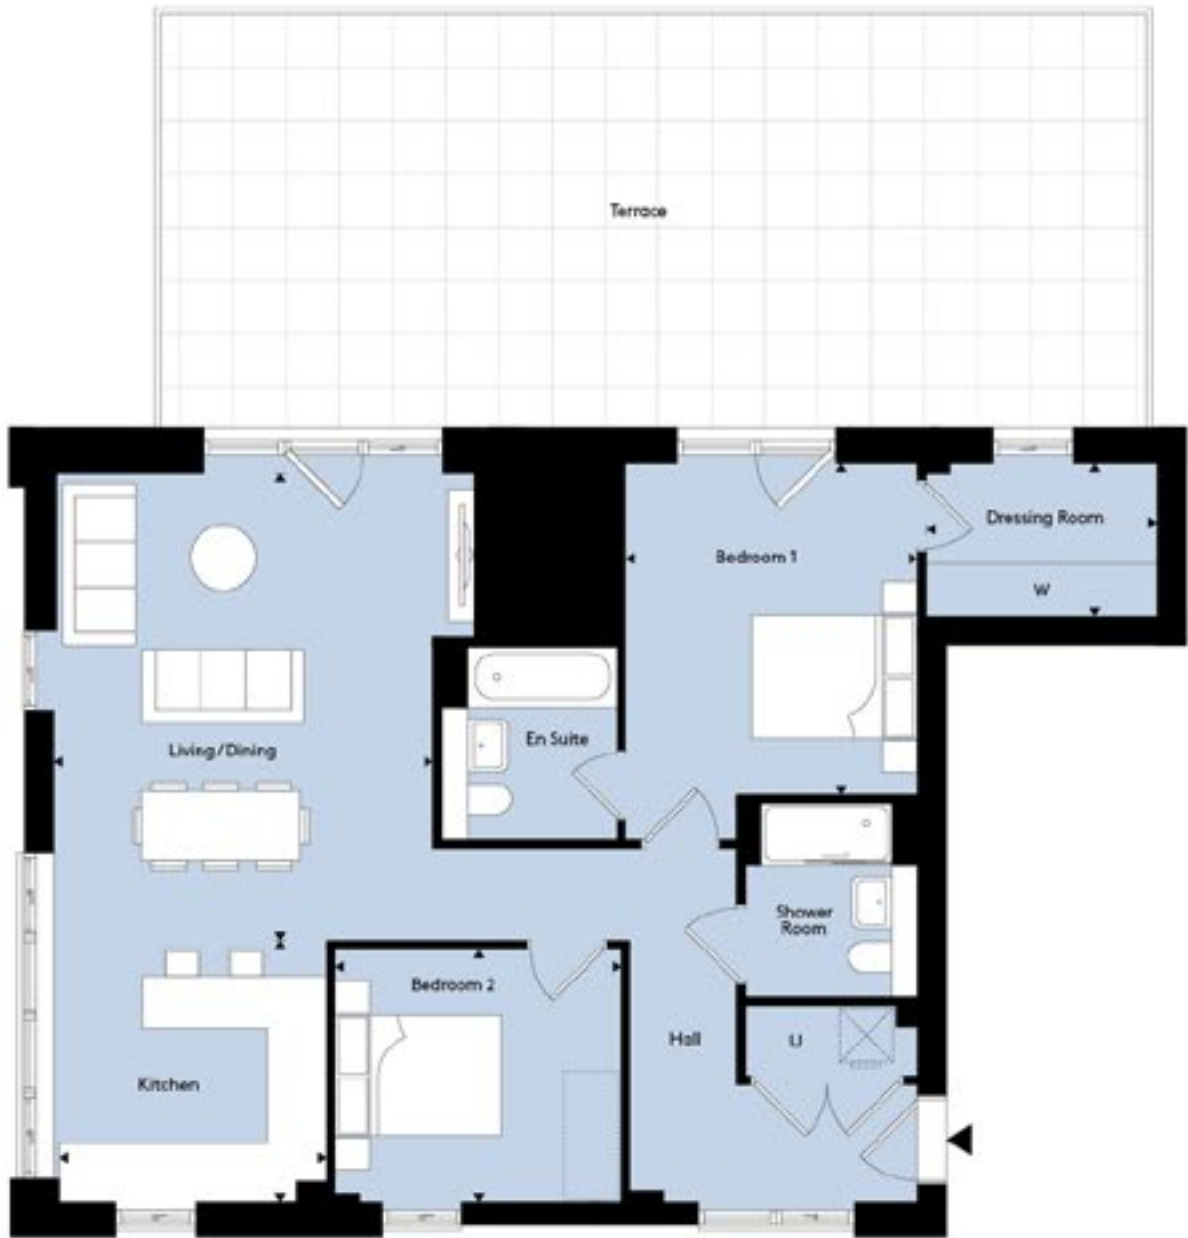 Terrace
Dressing Room
Bedroom 1
W
En Suite
Living/Dining
Shower
Room
Bedroom 2
Hall
U
Kitchen